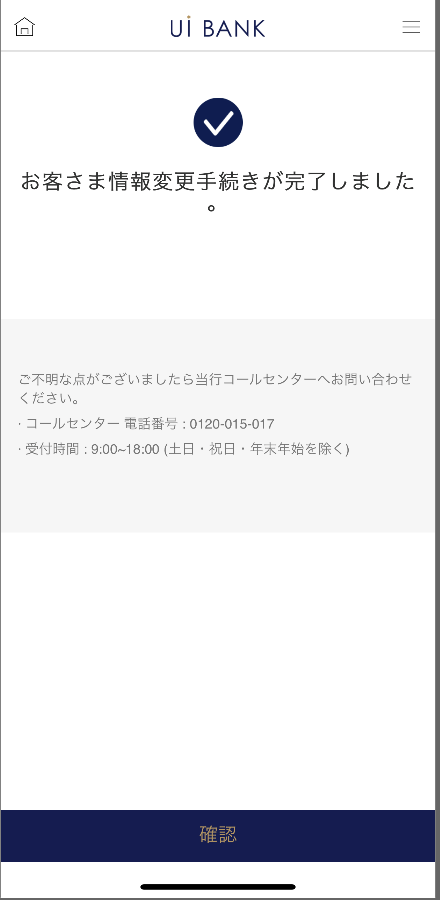 UI BANK
お客さま情報変更手続きが完了しました
。
ご不明な点がございましたら当行コールセンターへお問い合わせ
ください。
· コールセンター 電話番号 : 0120-015-017
· 受付時間 : 9:00~18:00 (土日・祝日・年末年始を除く)
確認